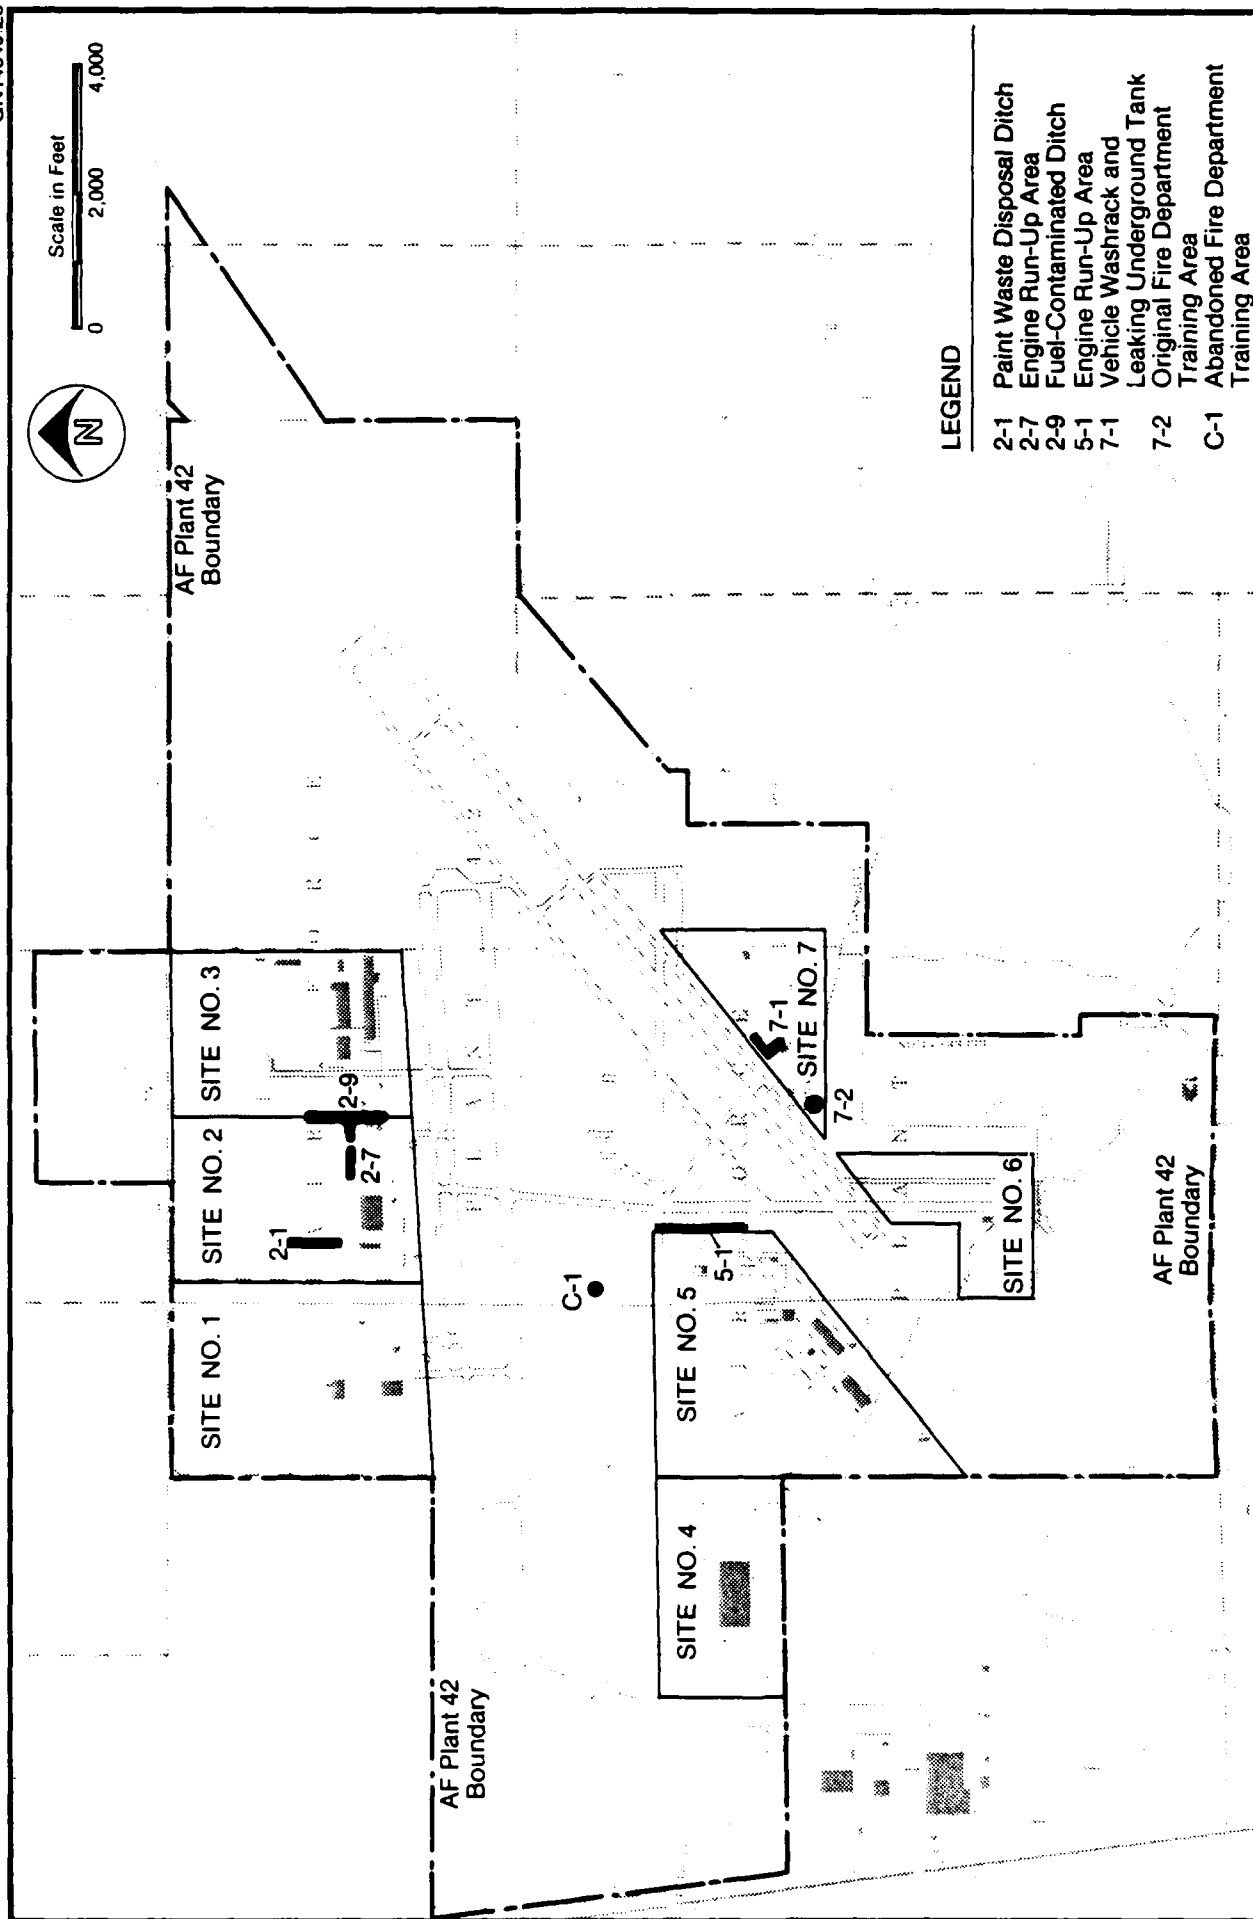 Scale in Feet
0 2,000 4,000
N
AF Plant 42
Boundary
SITE NO. 1
SITE NO. 2
SITE NO. 3
2-1
2-7
2-9
C-1
AF Plant 42
Boundary
SITE NO. 4
SITE NO. 5
5-1
SITE NO. 6
SITE NO. 7
7-1
7-2
AF Plant 42
Boundary
LEGEND
2-1 Paint Waste Disposal Ditch
2-7 Engine Run-Up Area
2-9 Fuel-Contaminated Ditch
5-1 Engine Run-Up Area
7-1 Vehicle Washrack and
Leaking Underground Tank
7-2 Original Fire Department
Training Area
C-1 Abandoned Fire Department
Training Area